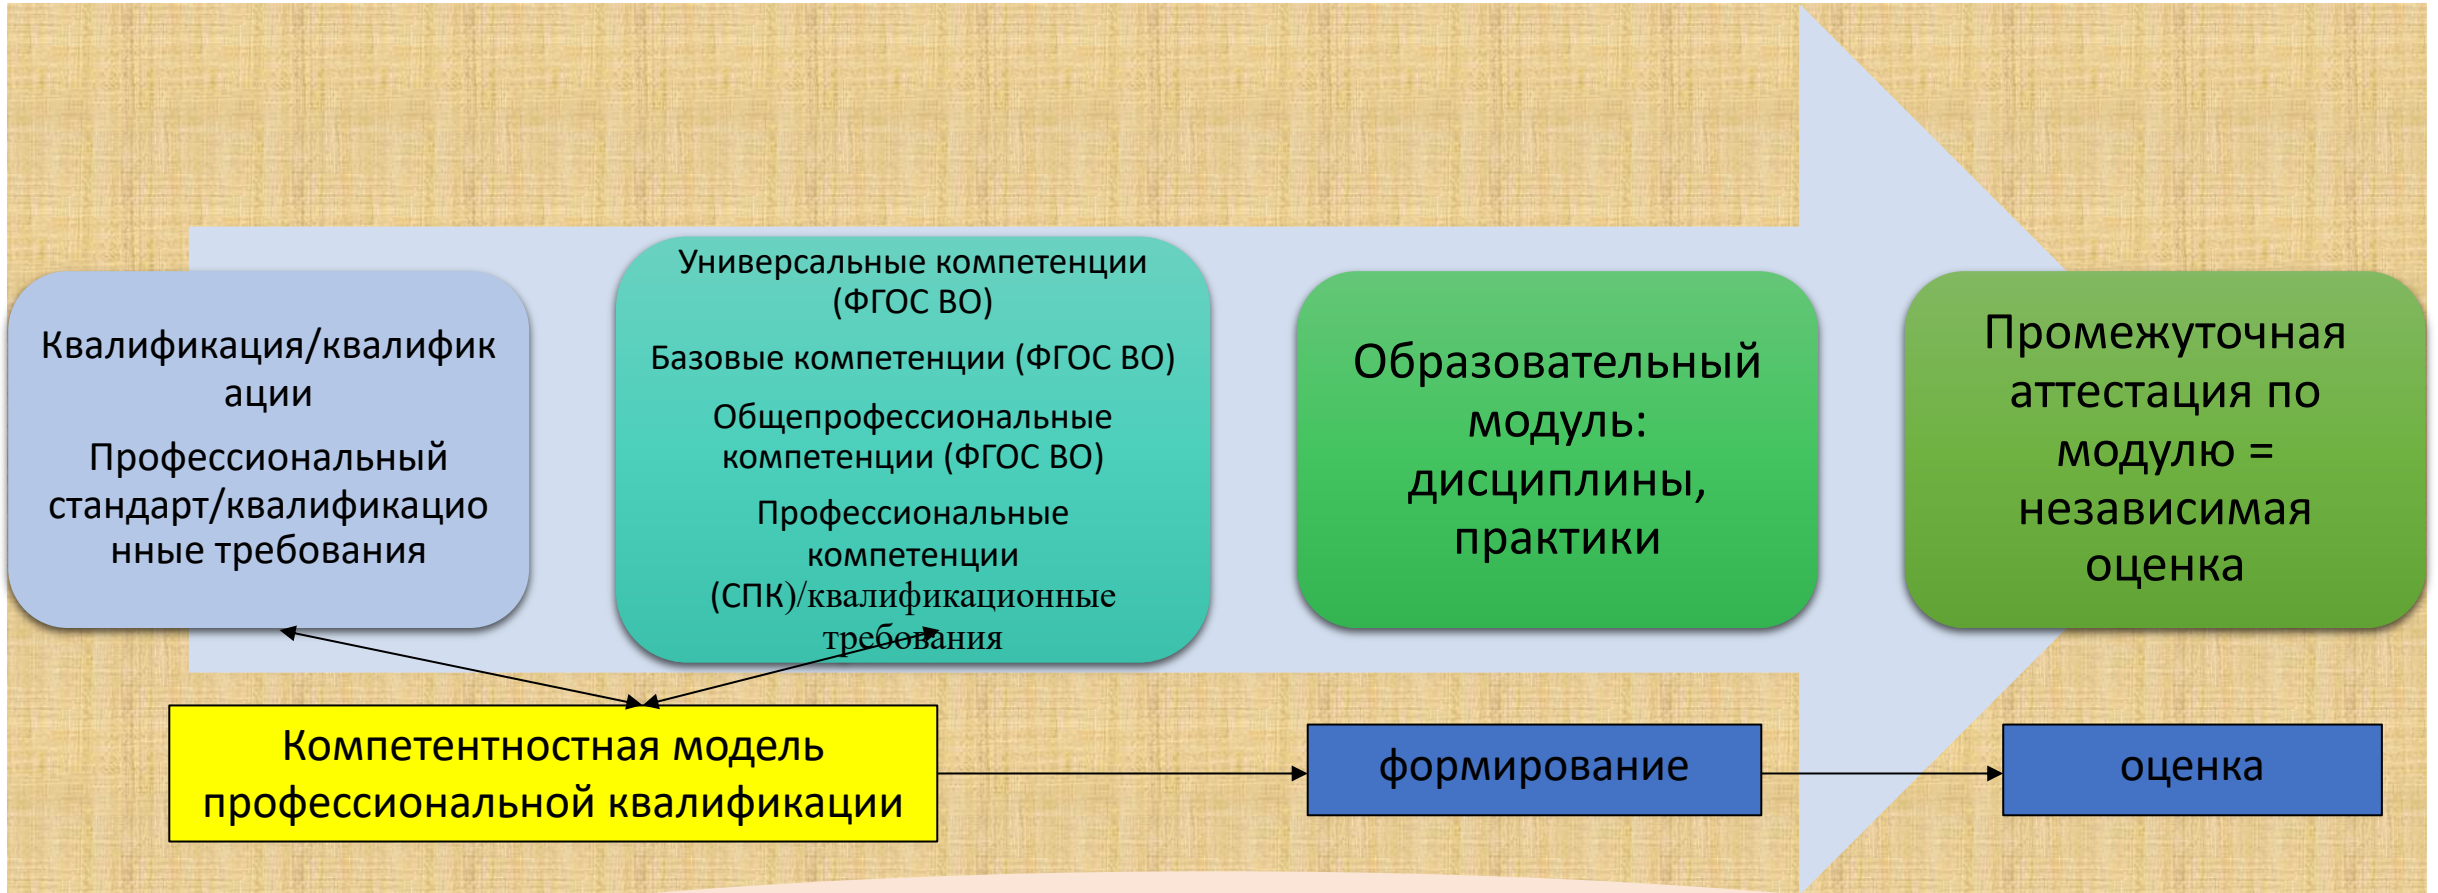 Квалификация/квалифик
ации
Профессиональный
стандарт/квалификацио
нные требования
Универсальные компетенции
(ФГОС ВО)
Базовые компетенции (ФГОС ВО)
Общепрофессиональные
компетенции (ФГОС ВО)
Профессиональные
компетенции
(СПК)/квалификационные
требования
Образовательный
модуль:
дисциплины,
практики
Промежуточная
аттестация по
модулю =
независимая
оценка
Компетентностная модель
профессиональной квалификации
формирование
оценка